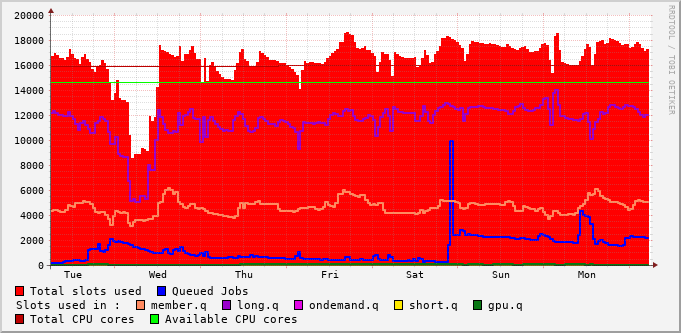 20000
18000
16000
14000
12000
10000
8000
6000
4000
2000
0
Tue Wed Thu Fri Sat Sun Mon
RRDTOOL / TOBI OETIKER
Total slots used Queued Jobs
Slots used in : member.q long.q ondemand.q short.q gpu.q
Total CPU cores Available CPU cores